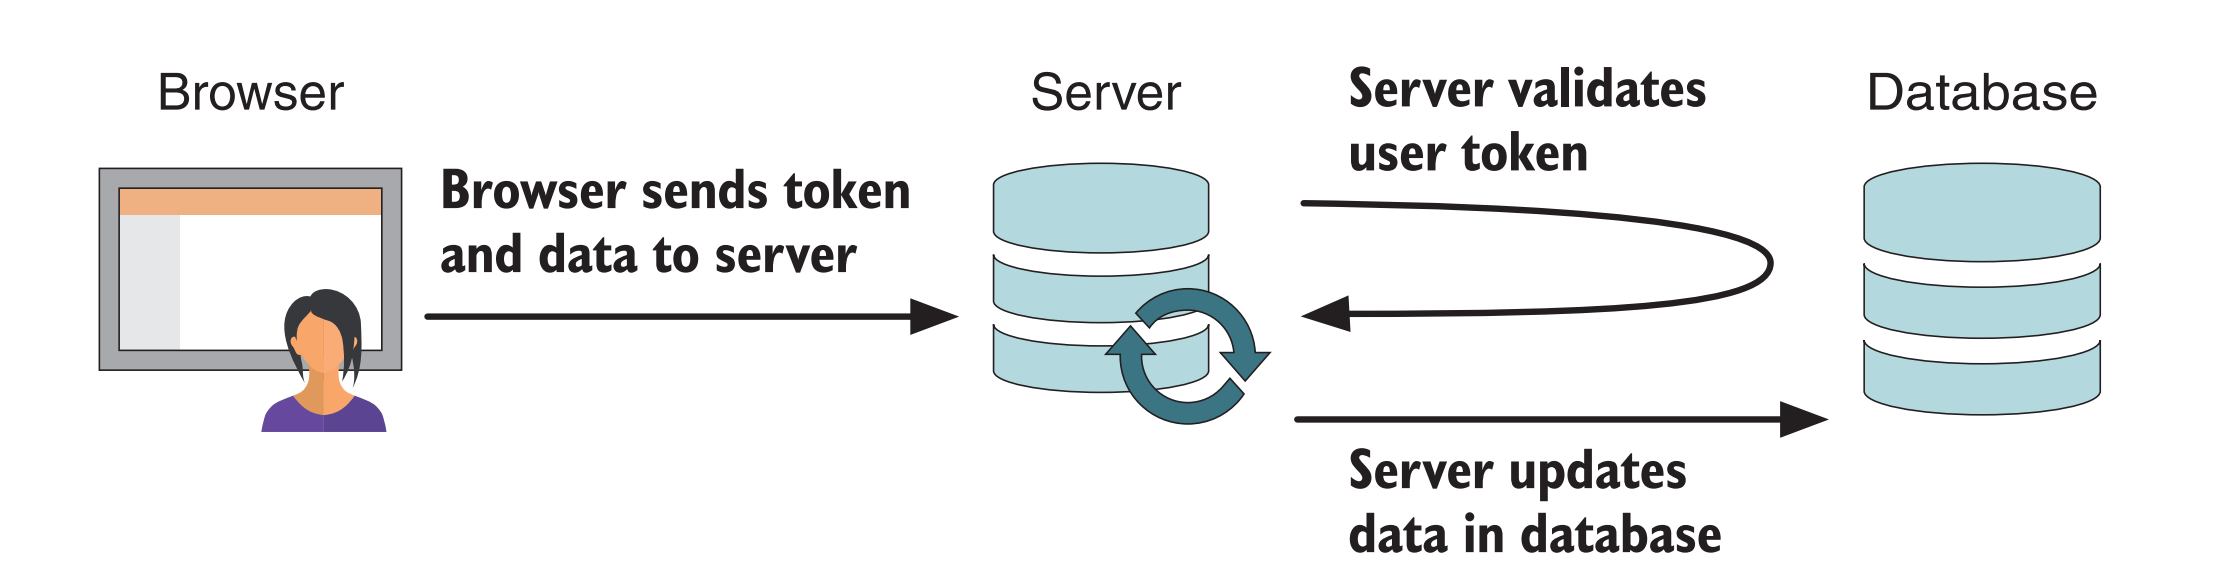 Browser
Browser sends token
and data to server
Server
Server validates
user token
Server updates
data in database
Database